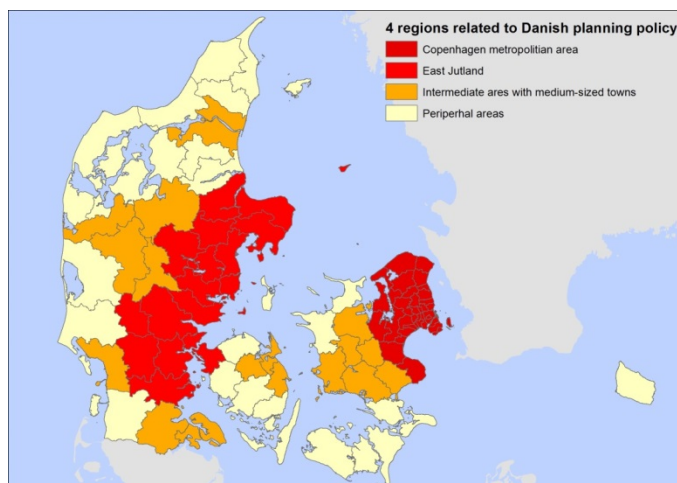 4 regions related to Danish planning policy
Copenhagen metropolitian area
East Jutland
Intermediate ares with medium-sized towns
Periperhal areas